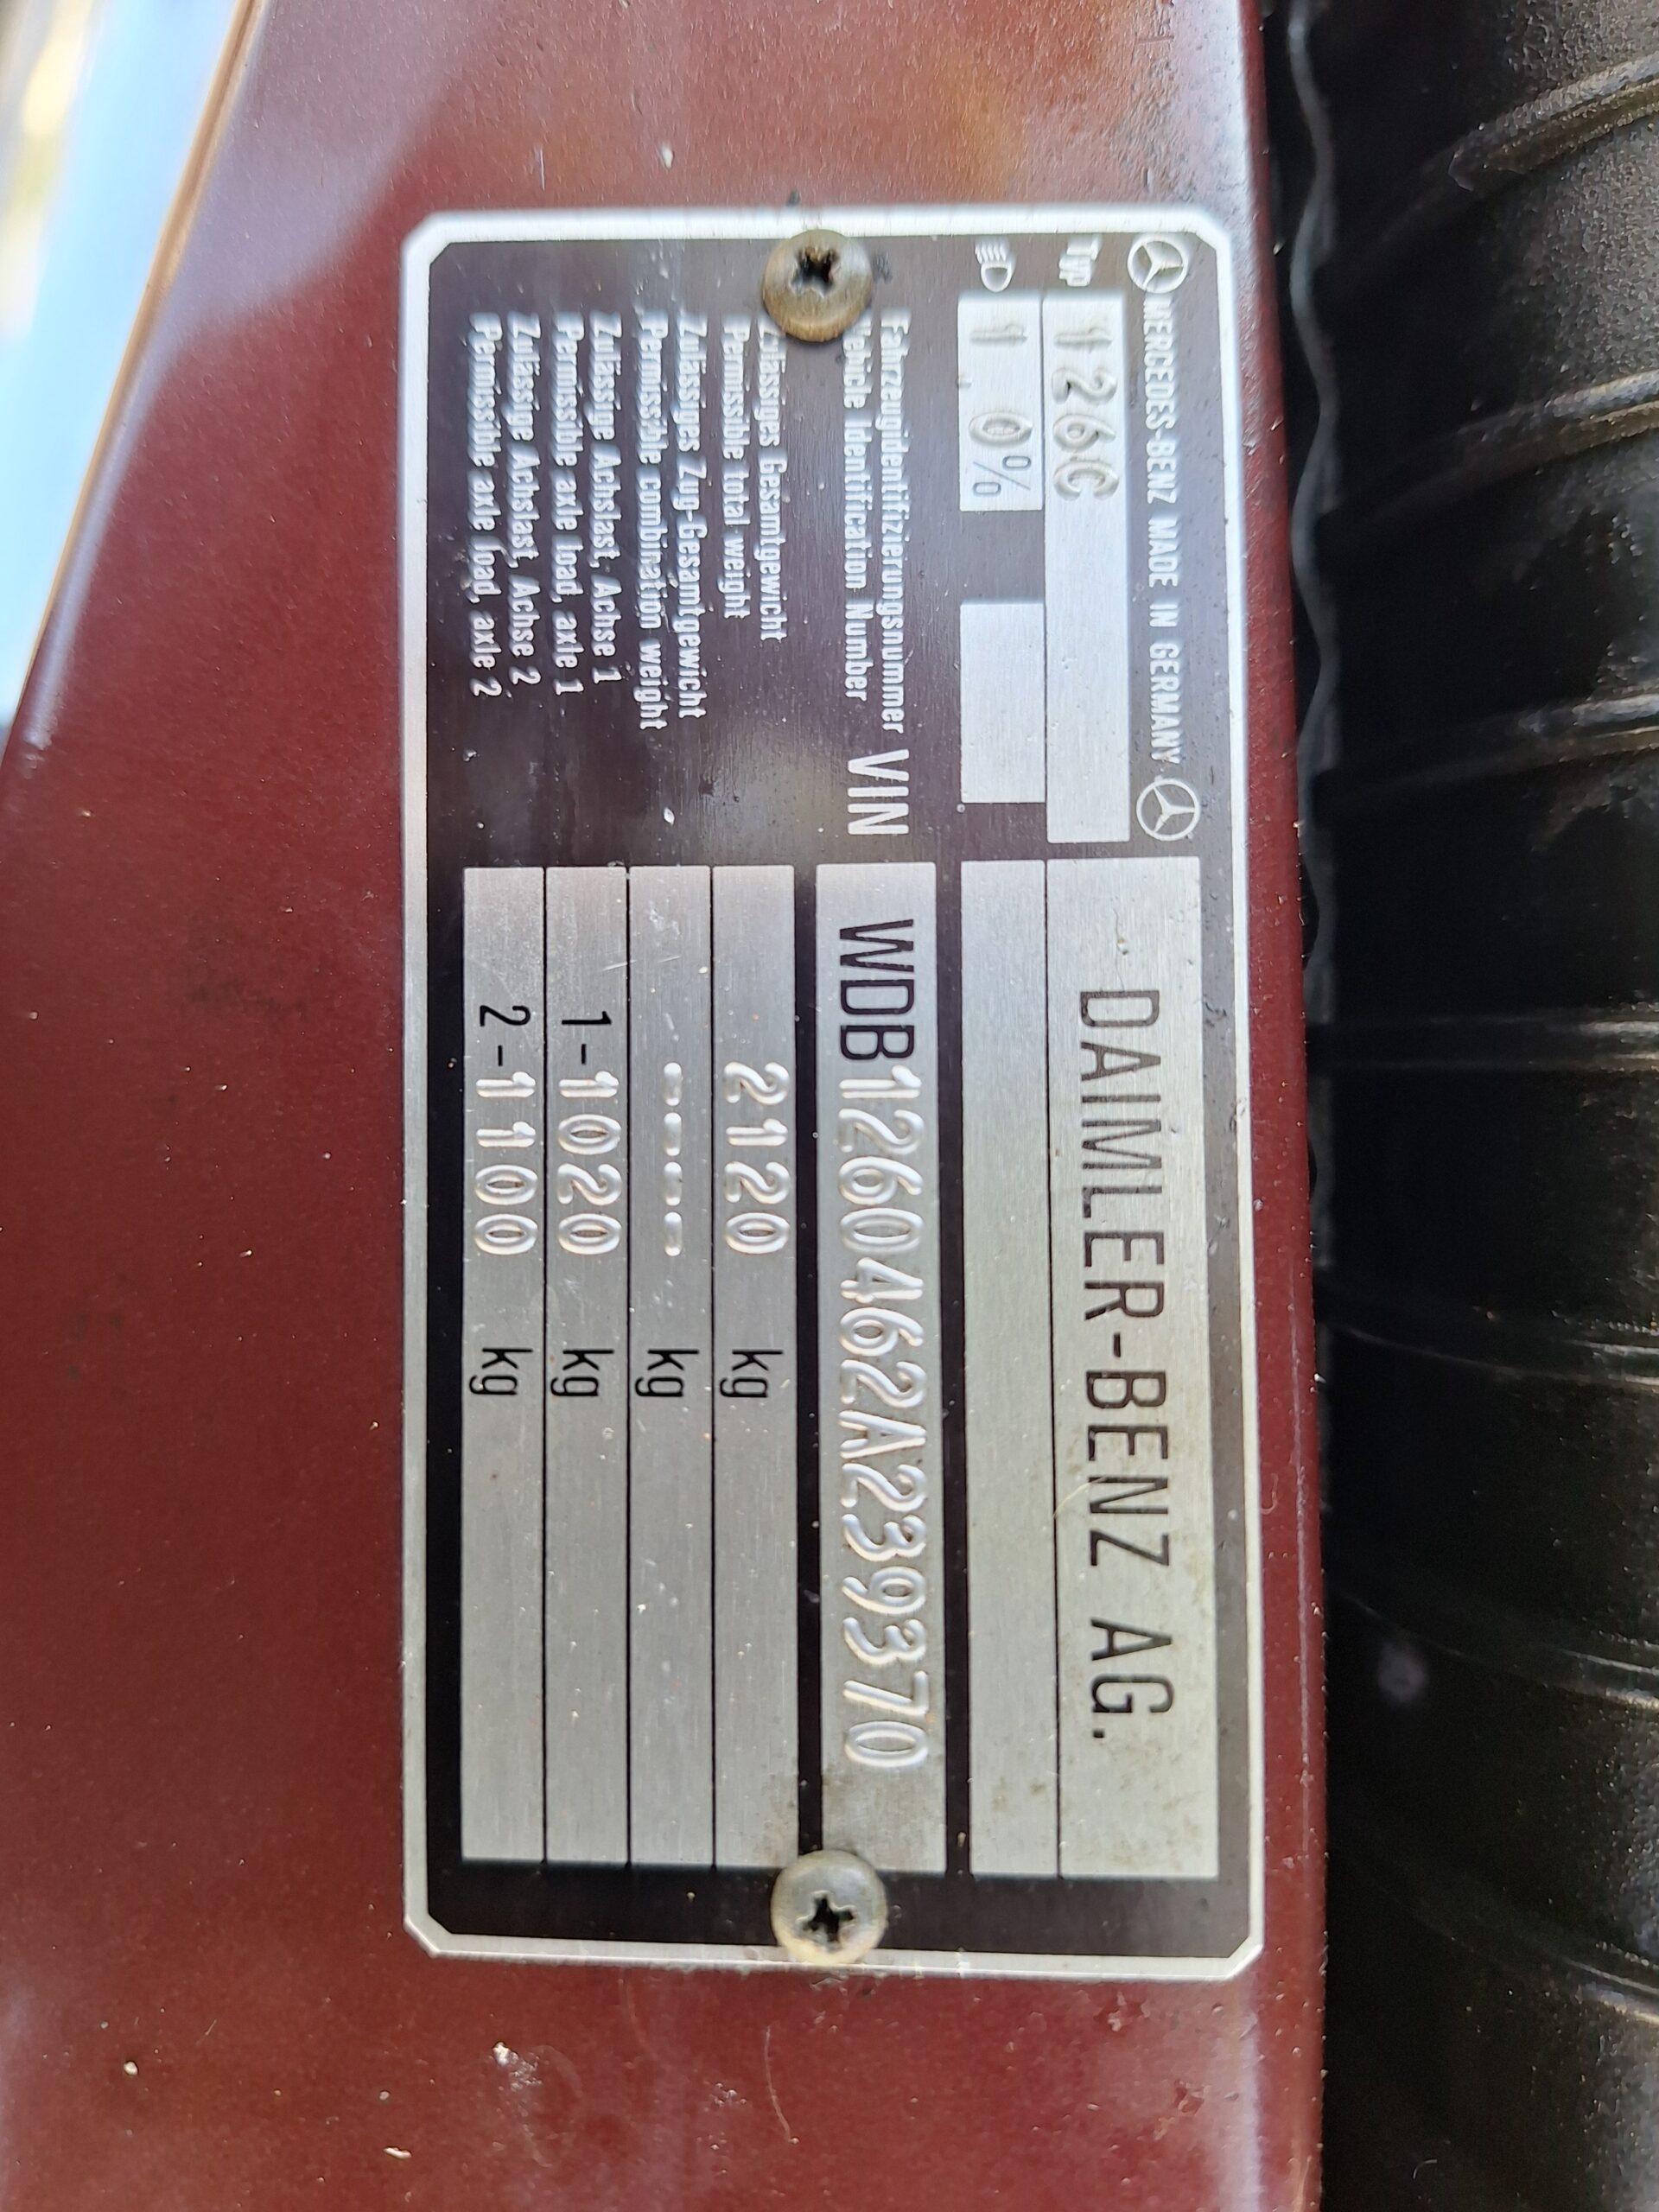 MERCEDES-BENZ MADE IN GERMANY
DAIMLER-BENZ AG.
Typ 126C
1 0%
Fahrzeugidentifizierungsnummer
Vehicle Identification Number
VIN WDB1260462A239370
Zulässiges Gesamtgewicht
Permissible total weight
2120 kg
Zulässiges Zug-Gesamtgewicht
Permissible combination weight
---- kg
Zulässige Achslast, Achse 1
Permissible axle load, axle 1
1-1020 kg
Zulässige Achslast, Achse 2
Permissible axle load, axle 2
2-1100 kg